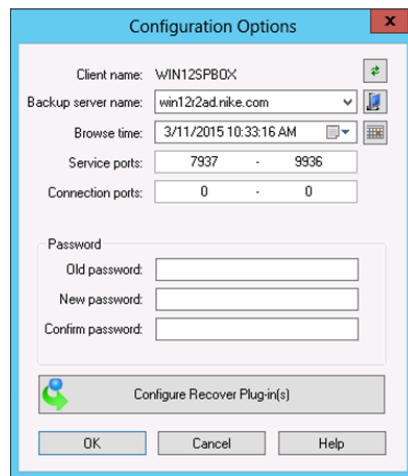 Configuration Options
x
Client name: WIN12SPBOX
Backup server name: win12r2ad.nike.com
Browse time: 3/11/2015 10:33:16 AM
Service ports: 7937 - 9936
Connection ports: 0 - 0
Password
Old password:
New password:
Confirm password:
Configure Recover Plug-in(s)
OK Cancel Help